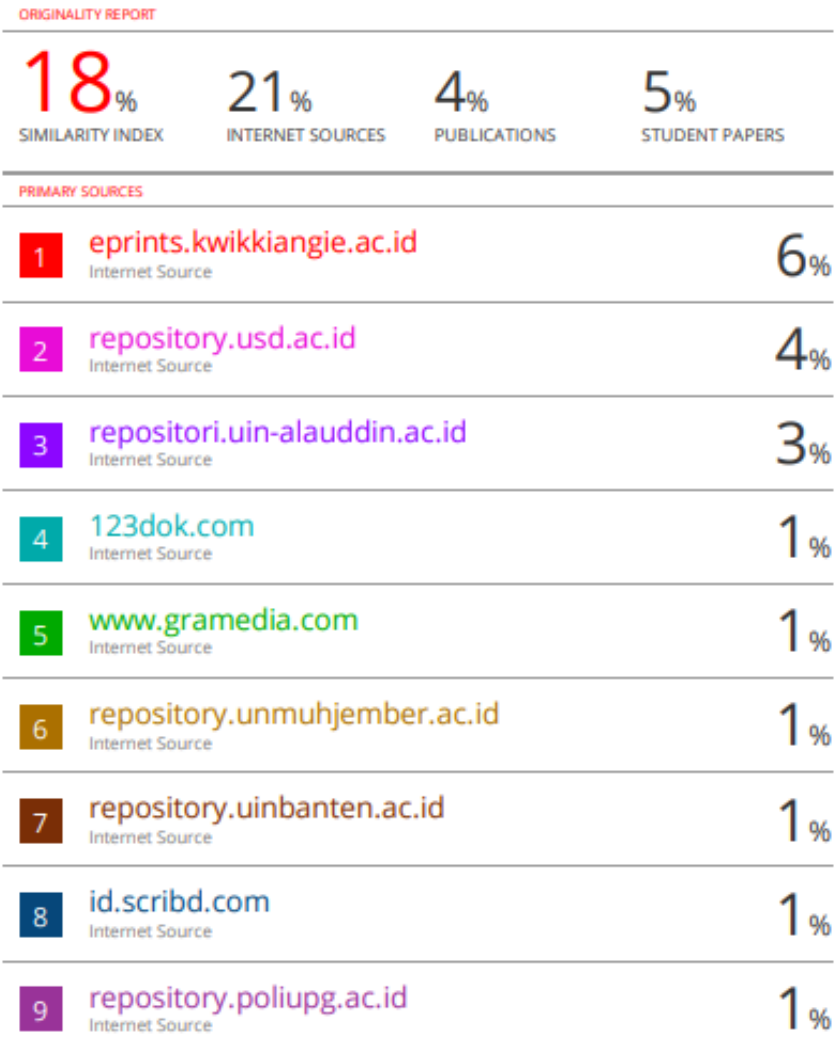 ORIGINALITY REPORT
18% 21% 4% 5%
SIMILARITY INDEX INTERNET SOURCES PUBLICATIONS STUDENT PAPERS
PRIMARY SOURCES
1 eprints.kwikkiangie.ac.id 6%
Internet Source
2 repository.usd.ac.id 4%
Internet Source
3 repositori.uin-alauddin.ac.id 3%
Internet Source
4 123dok.com 1%
Internet Source
5 www.gramedia.com 1%
Internet Source
6 repository.unmuhjember.ac.id 1%
Internet Source
7 repository.uinbanten.ac.id 1%
Internet Source
8 id.scribd.com 1%
Internet Source
9 repository.poliupg.ac.id 1%
Internet Source